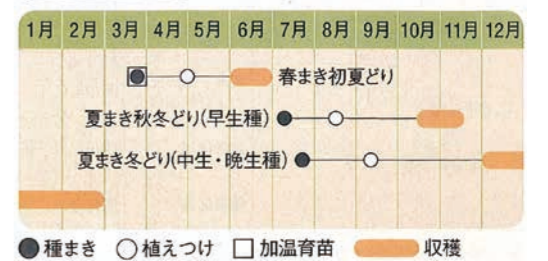 1月 2月 3月 4月 5月 6月 7月 8月 9月 10月 11月 12月
春まき初夏どり
夏まき秋冬どり(早生種)
夏まき冬どり(中生・晩生種)
種まき 植えつけ 加温育苗 収穫